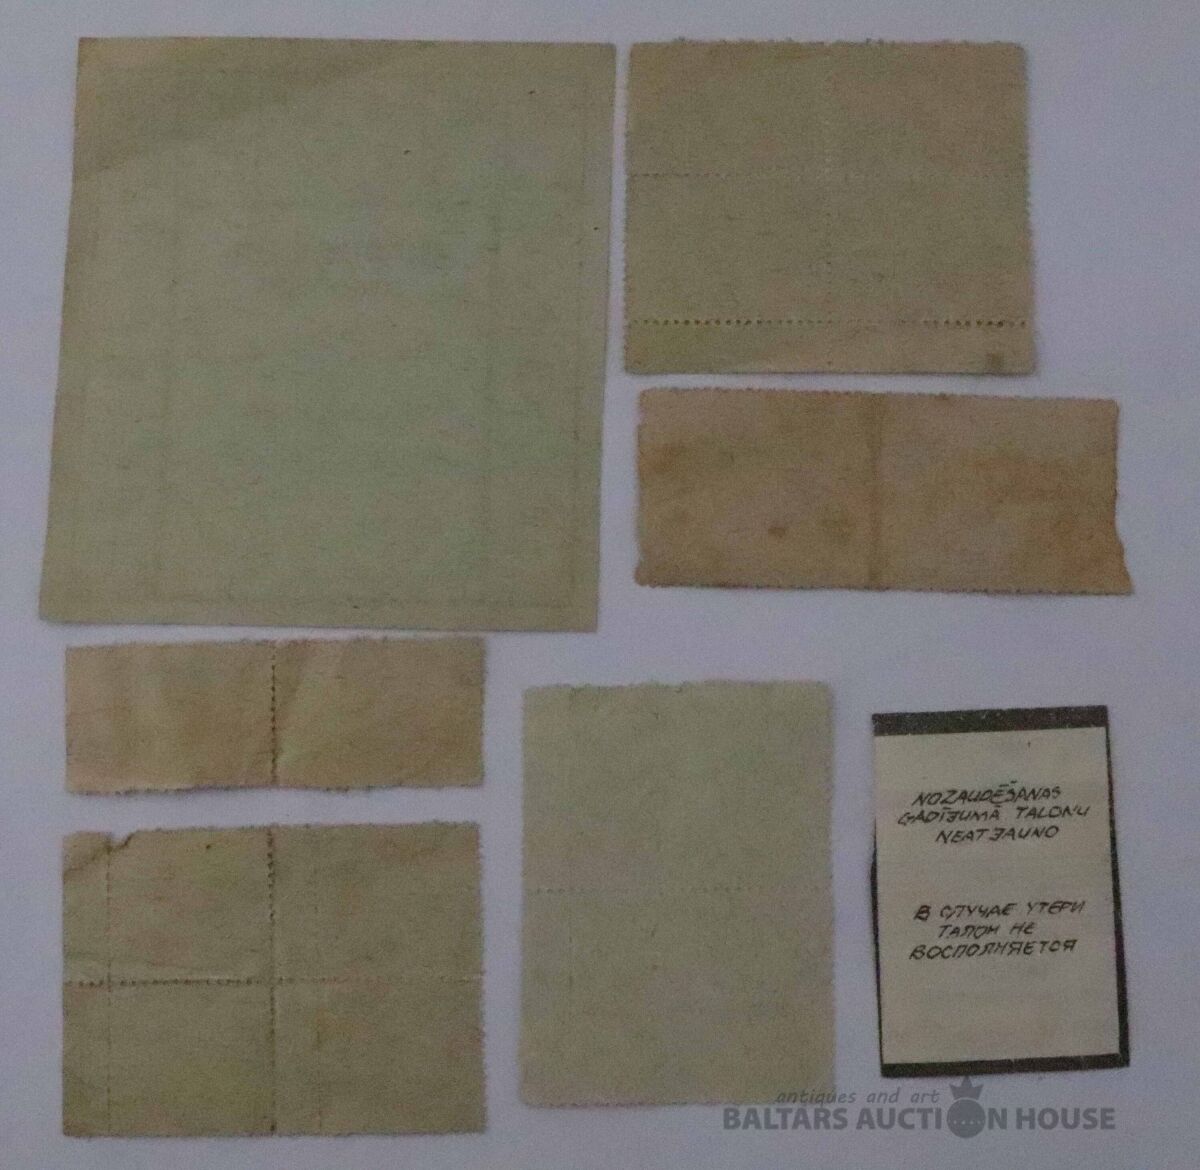 NOZAUDĒŠANAS
GADĪJUMĀ TALONU
NEATJAUNO
В СЛУЧАЕ УТЕРИ
ТАЛОН НЕ
ВОСПОЛНЯЕТСЯ
antiques and art
BALTARS AUCTION HOUSE